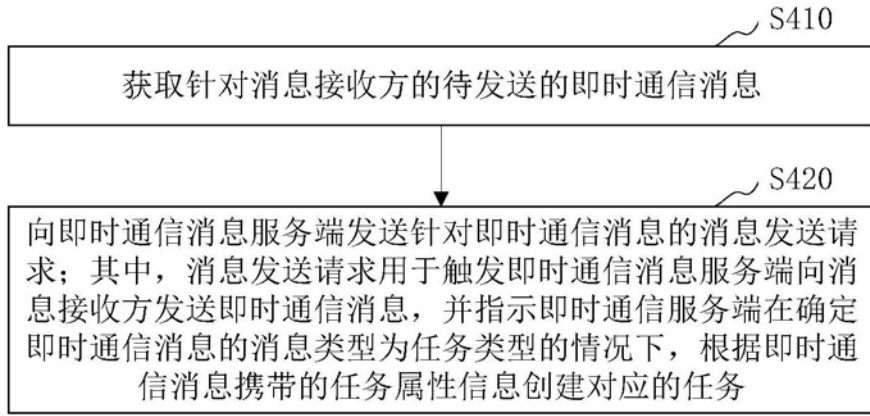 S410
获取针对消息接收方的待发送的即时通信消息
S420
向即时通信消息服务端发送针对即时通信消息的消息发送请
求；其中，消息发送请求用于触发即时通信消息服务端向消
息接收方发送即时通信消息，并指示即时通信服务端在确定
即时通信消息的消息类型为任务类型的情况下，根据即时通
信消息携带的任务属性信息创建对应的任务